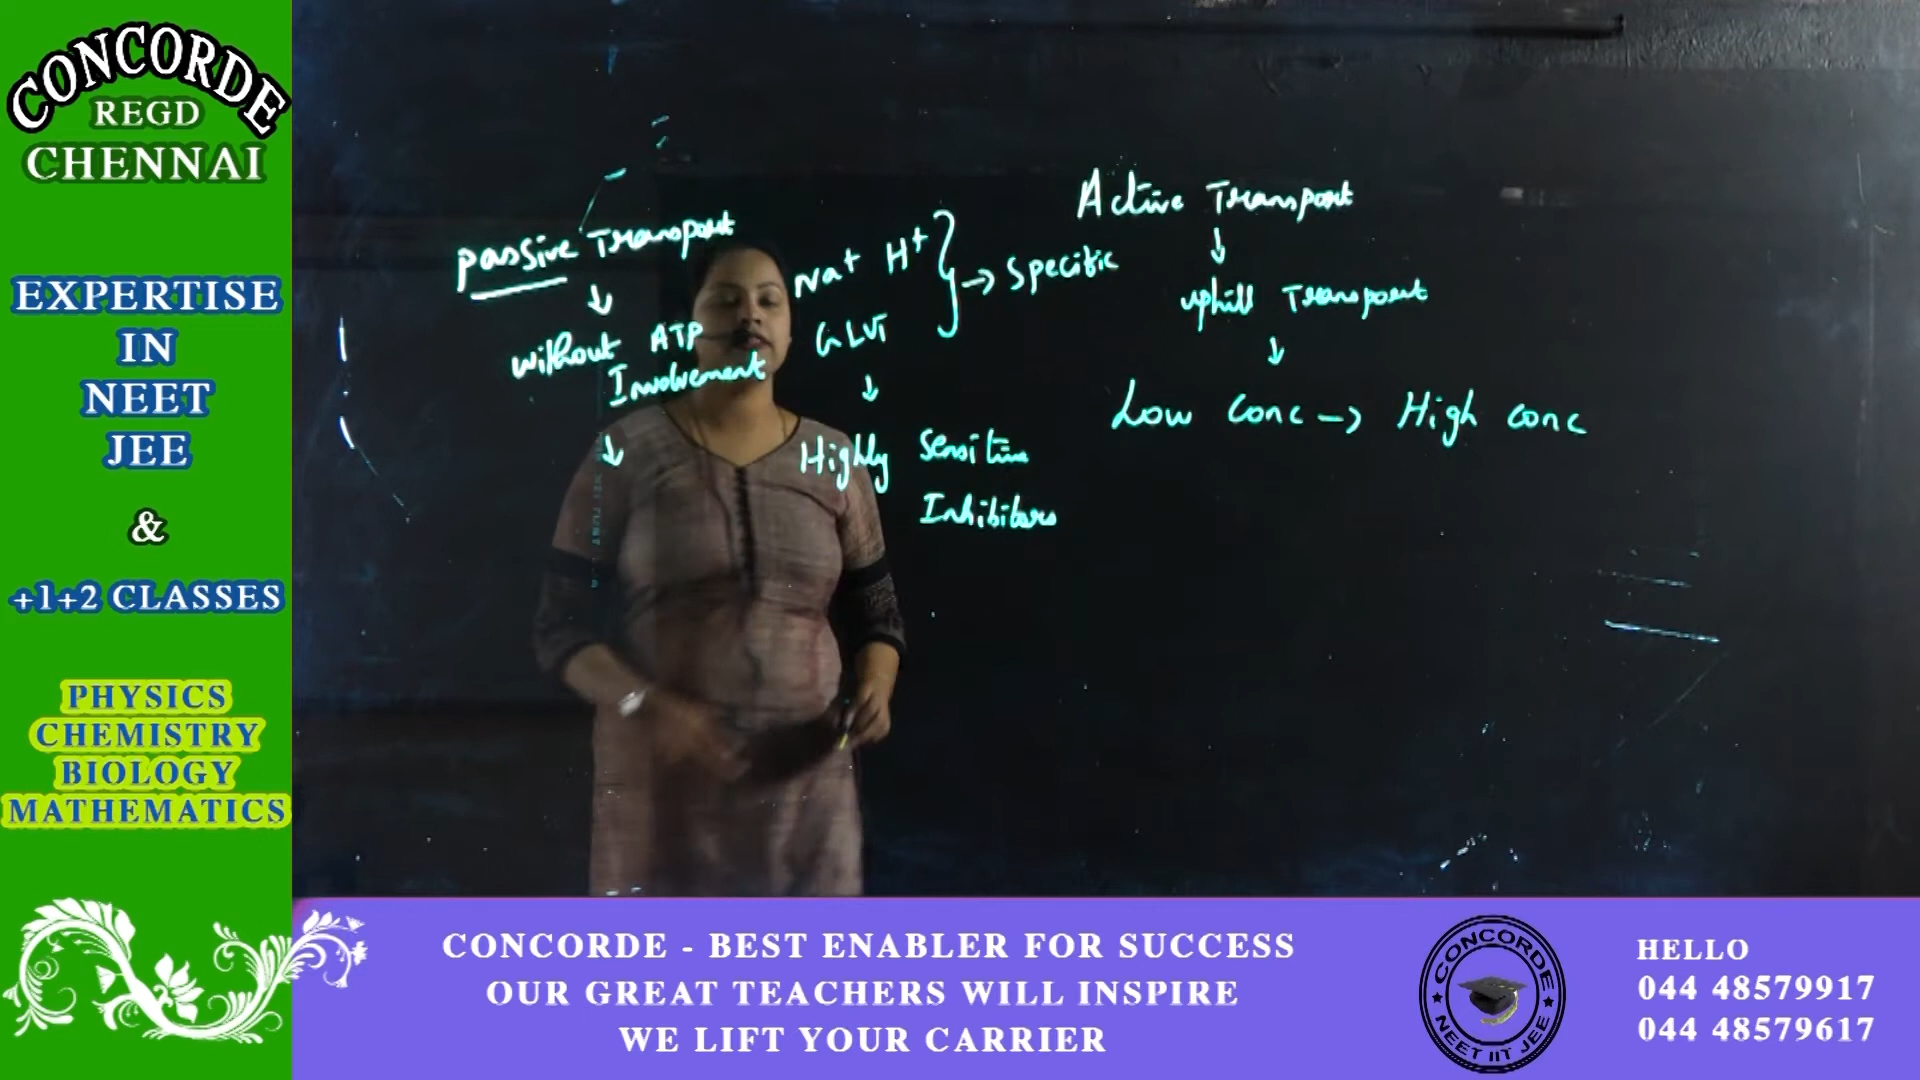 CONCORDE
REGD
CHENNAI
EXPERTISE
IN
NEET
JEE
&
+1+2 CLASSES
PHYSICS
CHEMISTRY
BIOLOGY
MATHEMATICS
passive Transport
↓
without ATP
Involvement
↓
Na+ H+ } → Specific
GLUT
↓
Highly Sensitive
Inhibitors
Active Transport
↓
uphill Transport
↓
Low conc → High conc
CONCORDE - BEST ENABLER FOR SUCCESS
OUR GREAT TEACHERS WILL INSPIRE
WE LIFT YOUR CARRIER
CONCORDE
NEET IIT JEE
HELLO
044 48579917
044 48579617